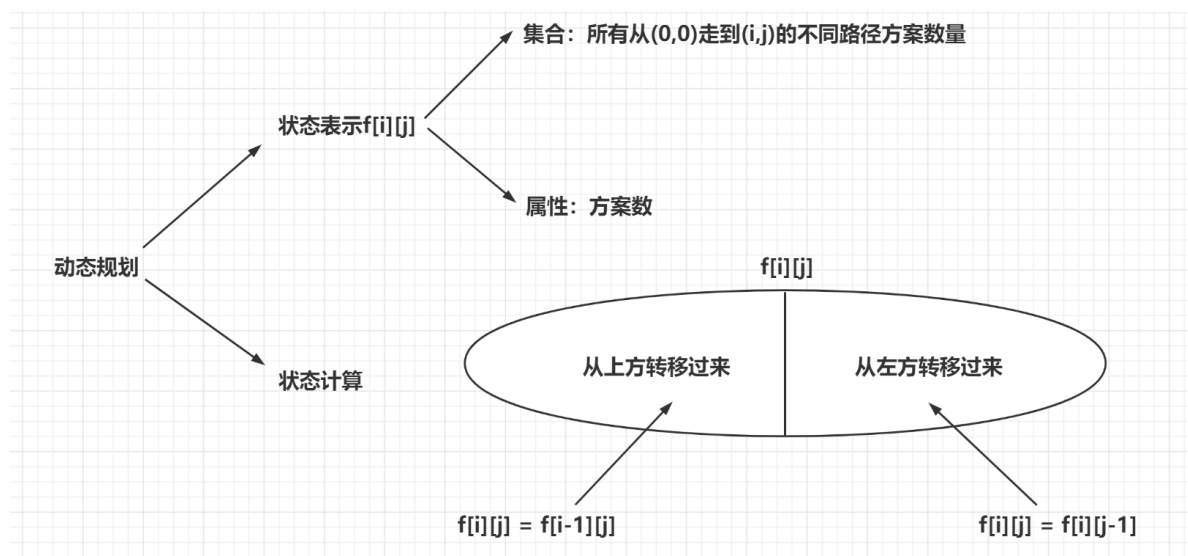 集合：所有从(0,0)走到(i,j)的不同路径方案数量
状态表示f[i][j]
属性：方案数
动态规划
f[i][j]
从上方转移过来
从左方转移过来
状态计算
f[i][j] = f[i-1][j]
f[i][j] = f[i][j-1]